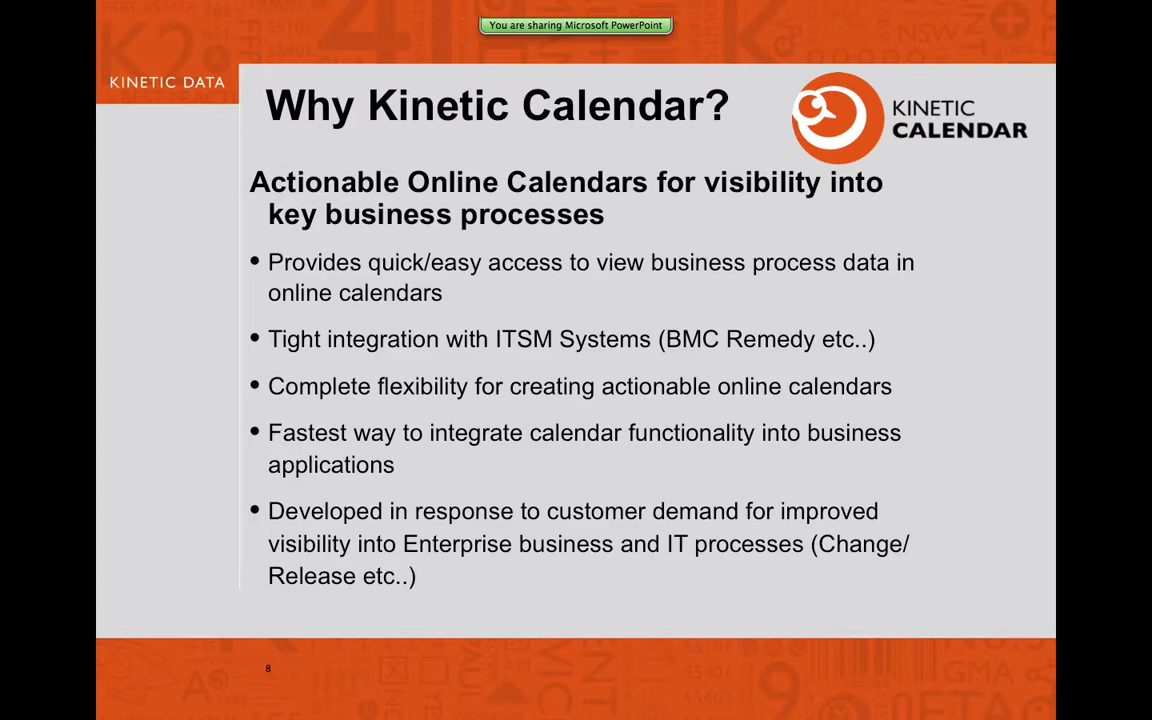 You are sharing Microsoft PowerPoint
KINETIC DATA
Why Kinetic Calendar?
KINETIC
CALENDAR
Actionable Online Calendars for visibility into
key business processes
• Provides quick/easy access to view business process data in
online calendars
• Tight integration with ITSM Systems (BMC Remedy etc..)
• Complete flexibility for creating actionable online calendars
• Fastest way to integrate calendar functionality into business
applications
• Developed in response to customer demand for improved
visibility into Enterprise business and IT processes (Change/
Release etc..)
8